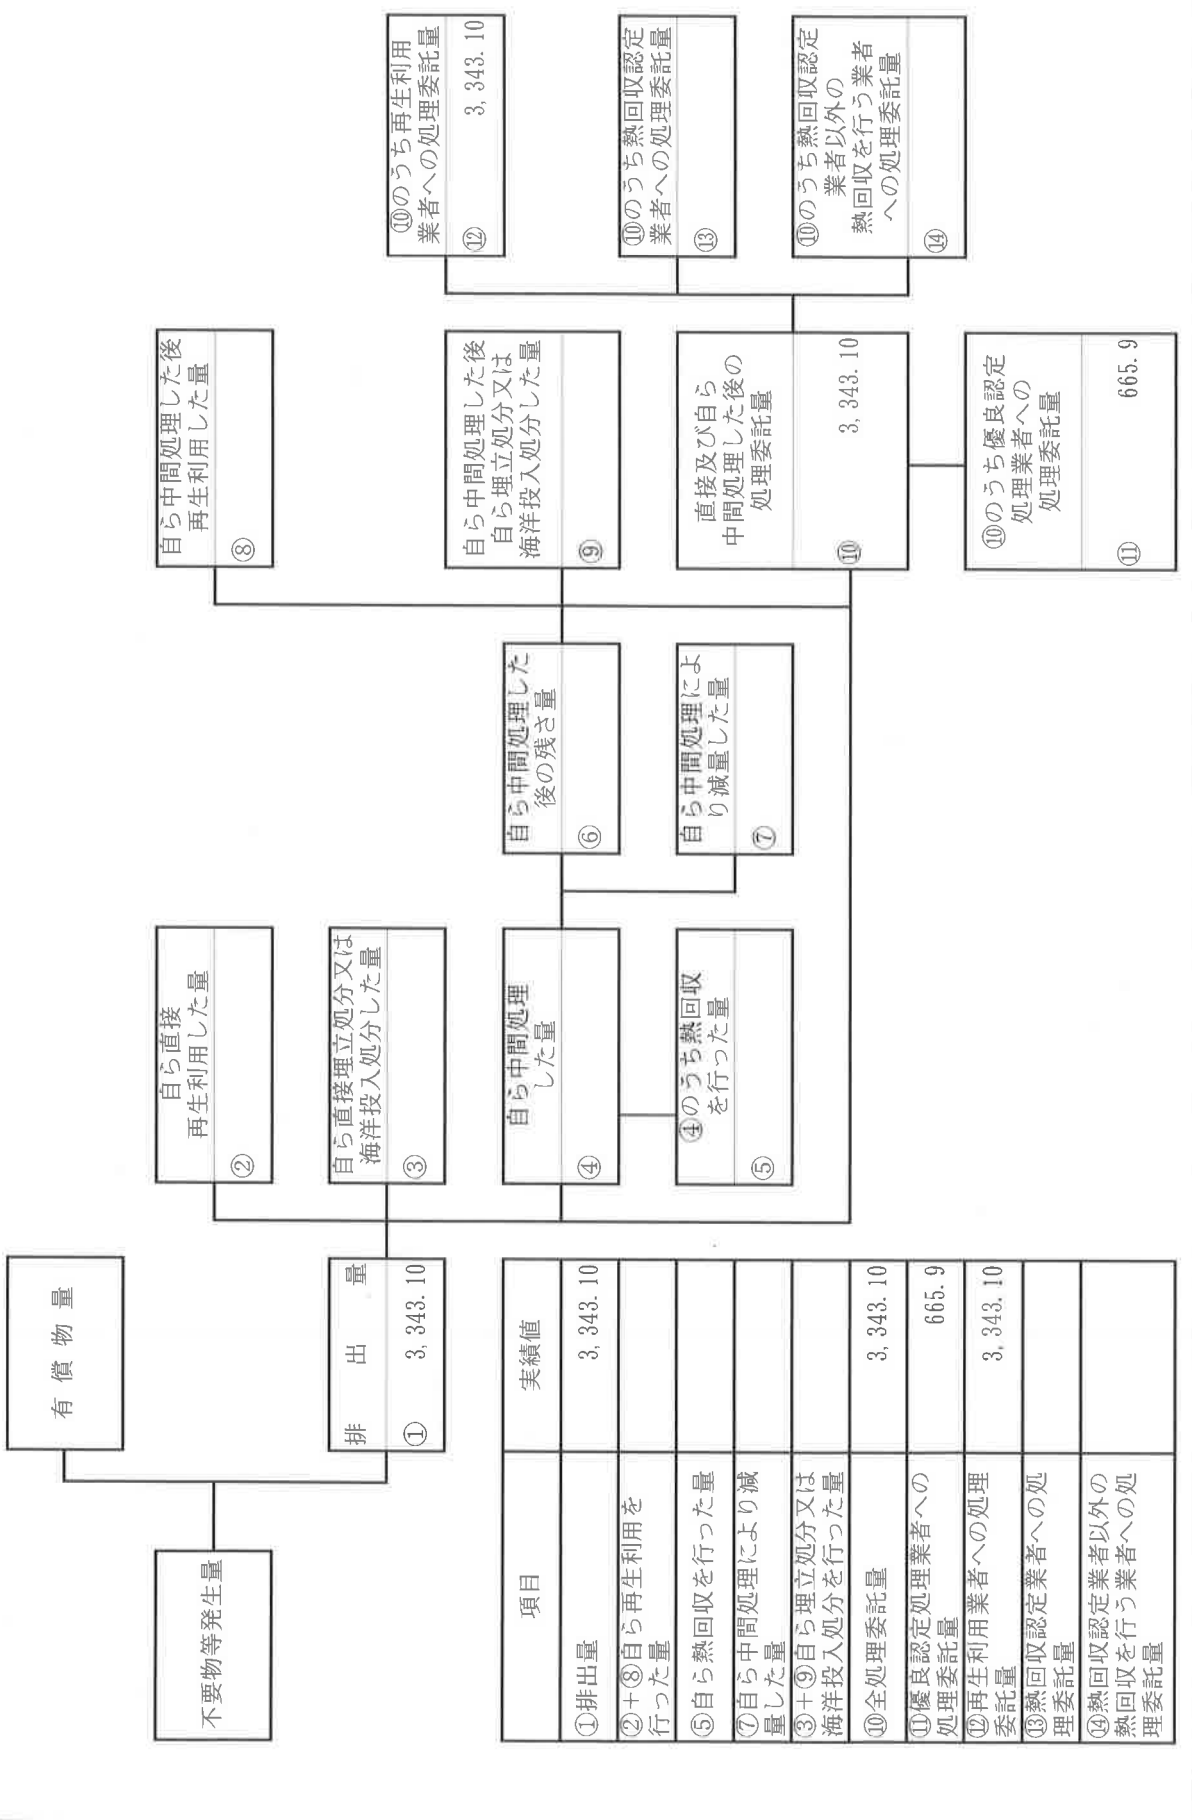 有償物量
不要物等発生量
排出量
① 3,343.10
自ら直接
再生利用した量
②
自ら直接埋立処分又は
海洋投入処分した量
③
自ら中間処理
した量
④
④のうち熱回収
を行った量
⑤
自ら中間処理した
後の残さ量
⑥
自ら中間処理によ
り減量した量
⑦
自ら中間処理した後
再生利用した量
⑧
自ら中間処理した後
自ら埋立処分又は
海洋投入処分した量
⑨
直接及び自ら
中間処理した後の
処理委託量
⑩ 3,343.10
⑩のうち優良認定
処理業者への
処理委託量
⑪ 665.9
⑩のうち再生利用
業者への処理委託量
⑫ 3,343.10
⑩のうち熱回収認定
業者への処理委託量
⑬
⑩のうち熱回収認定
業者以外の
熱回収を行う業者
への処理委託量
⑭
項目 実績値
①排出量 3,343.10
②+⑧自ら再生利用を
行った量
⑤自ら熱回収を行った量
⑦自ら中間処理により減
量した量
③+⑨自ら埋立処分又は
海洋投入処分を行った量
⑩全処理委託量 3,343.10
⑪優良認定処理業者への
処理委託量 665.9
⑫再生利用業者への処理
委託量 3,343.10
⑬熱回収認定業者への処
理委託量
⑭熱回収認定業者以外の
熱回収を行う業者への処
理委託量